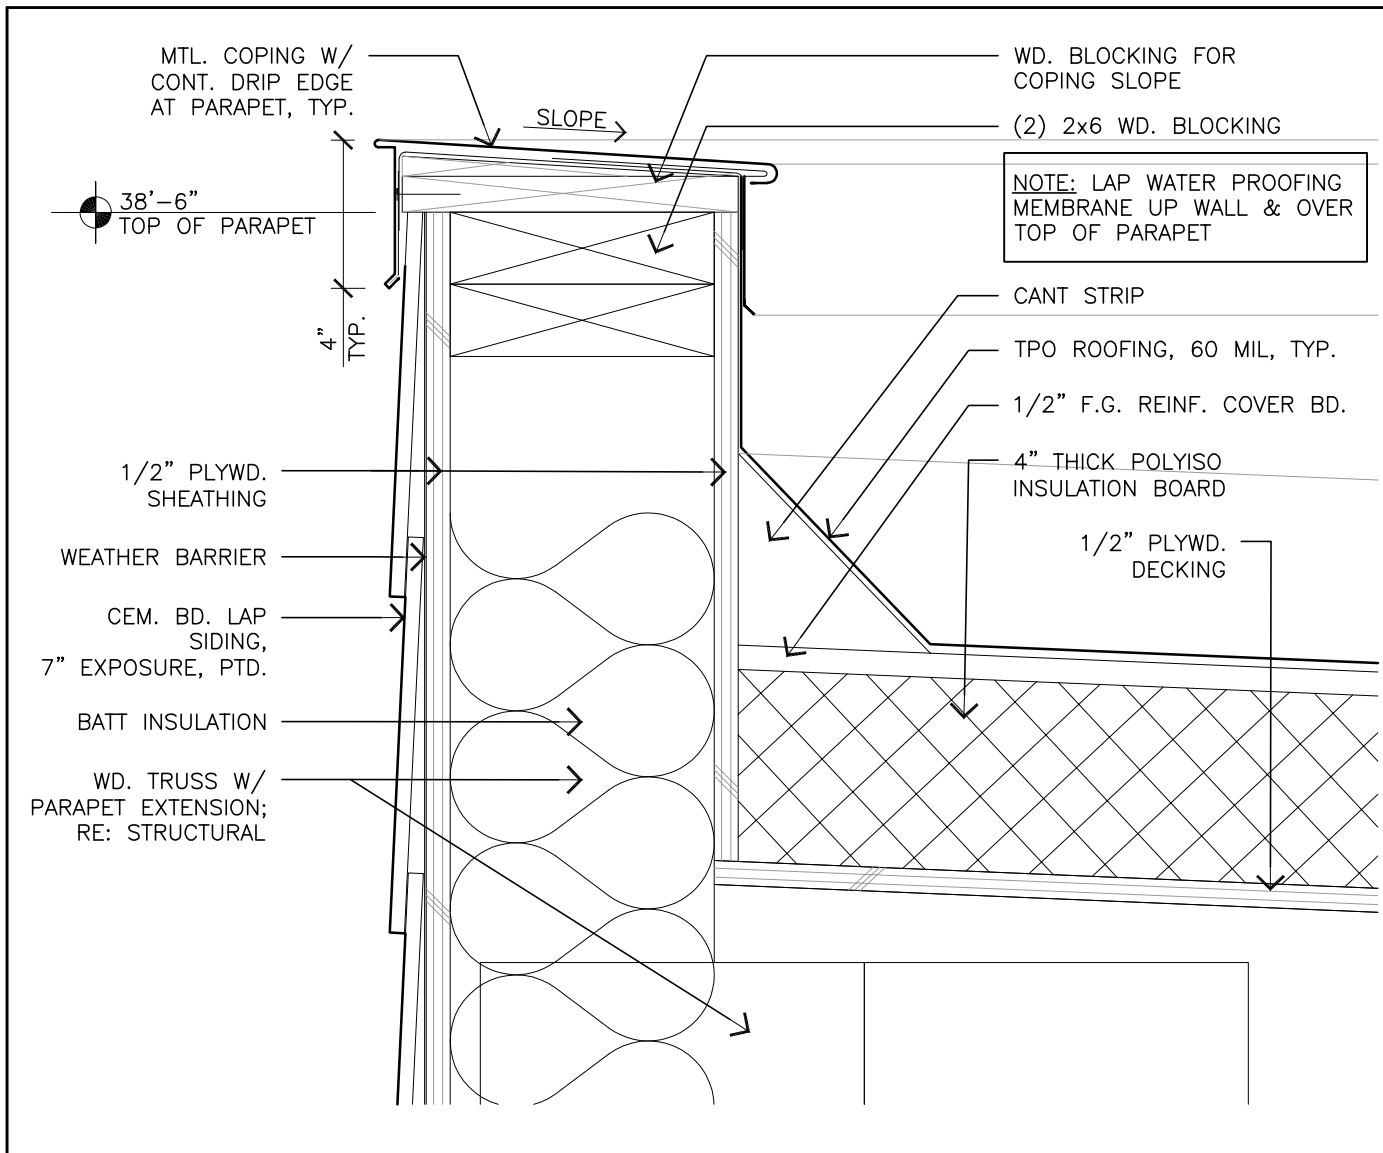 MTL. COPING W/
CONT. DRIP EDGE
AT PARAPET, TYP.
SLOPE
WD. BLOCKING FOR
COPING SLOPE
(2) 2x6 WD. BLOCKING
NOTE: LAP WATER PROOFING
MEMBRANE UP WALL & OVER
TOP OF PARAPET
38'-6"
TOP OF PARAPET
4"
TYP.
CANT STRIP
TPO ROOFING, 60 MIL, TYP.
1/2" F.G. REINF. COVER BD.
4" THICK POLYISO
INSULATION BOARD
1/2" PLYWD.
DECKING
1/2" PLYWD.
SHEATHING
WEATHER BARRIER
CEM. BD. LAP
SIDING,
7" EXPOSURE, PTD.
BATT INSULATION
WD. TRUSS W/
PARAPET EXTENSION;
RE: STRUCTURAL